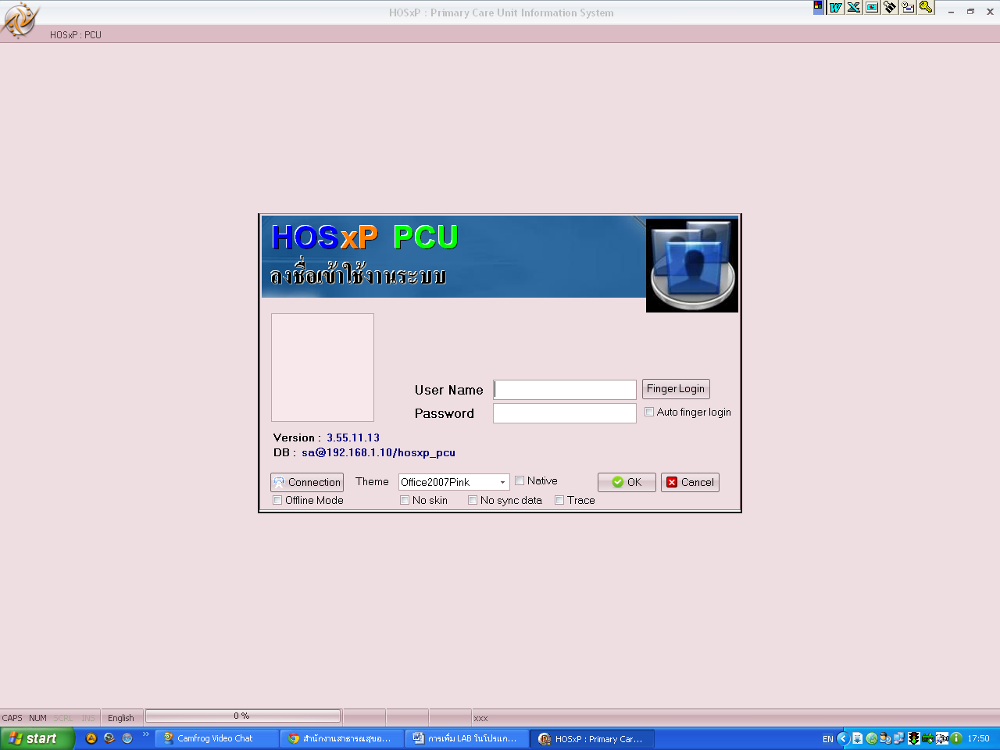 HOSxP : Primary Care Unit Information System
HOSxP : PCU
HOSxP PCU
ลงชื่อเข้าใช้งานระบบ
User Name
Finger Login
Password
Auto finger login
Version : 3.55.11.13
DB : sa@192.168.1.10/hosxp_pcu
Connection
Theme
Office2007Pink
Native
OK
Cancel
Offline Mode
No skin
No sync data
Trace
CAPS NUM SCRL INS English 0 % xxx
start
Camfrog Video Chat
สำนักงานสาธารณสุขอ...
การเพิ่ม LAB ในโปรแก...
HOSxP : Primary Car...
EN
17:50